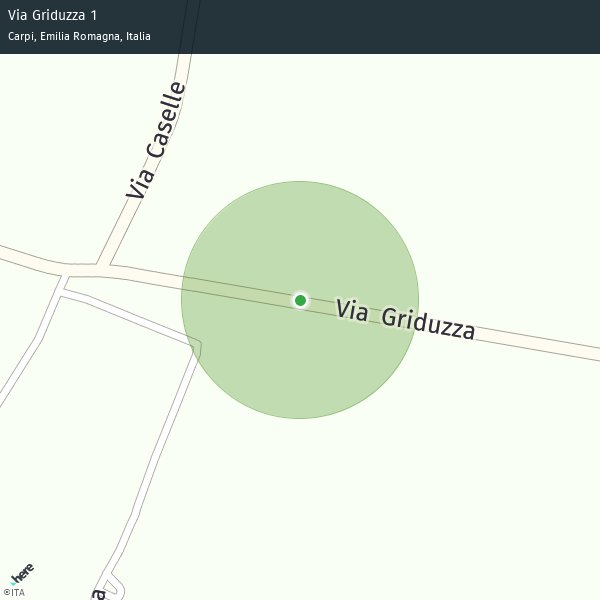 Via Griduzza 1
Carpi, Emilia Romagna, Italia
Via Caselle
Via Griduzza
here
©ITA
a